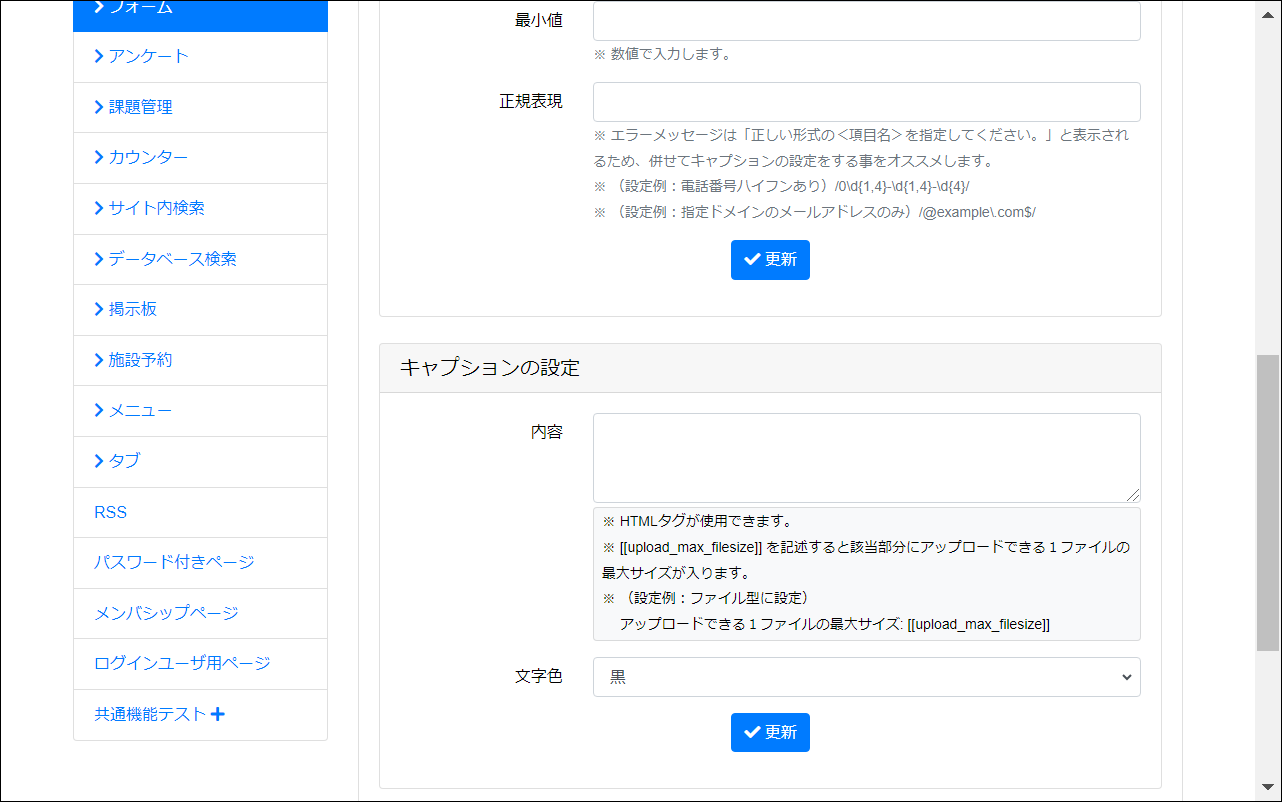 フォーム
アンケート
課題管理
カウンター
サイト内検索
データベース検索
掲示板
施設予約
メニュー
タブ
RSS
パスワード付きページ
メンバシップページ
ログインユーザ用ページ
共通機能テスト
最小値
※ 数値で入力します。
正規表現
※ エラーメッセージは「正しい形式の＜項目名＞を指定してください。」と表示され
るため、併せてキャプションの設定をする事をオススメします。
※ （設定例：電話番号ハイフンあり）/0\d{1,4}-\d{1,4}-\d{4}/
※ （設定例：指定ドメインのメールアドレスのみ）/@example\.com$/
更新
キャプションの設定
内容
※ HTMLタグが使用できます。
※ [[upload_max_filesize]] を記述すると該当部分にアップロードできる１ファイルの
最大サイズが入ります。
※ （設定例：ファイル型に設定）
アップロードできる１ファイルの最大サイズ: [[upload_max_filesize]]
文字色
黒
更新